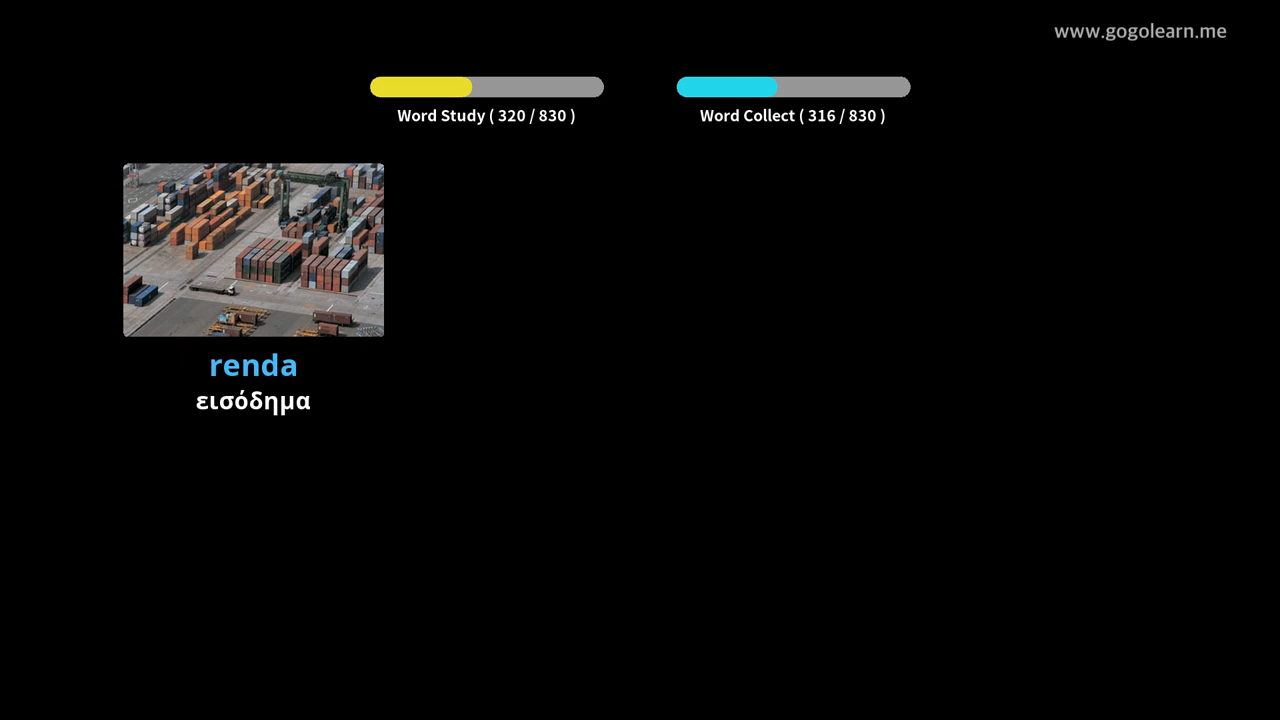 www.gogolearn.me
Word Study ( 320 / 830 )
Word Collect ( 316 / 830 )
renda
εισόδημα